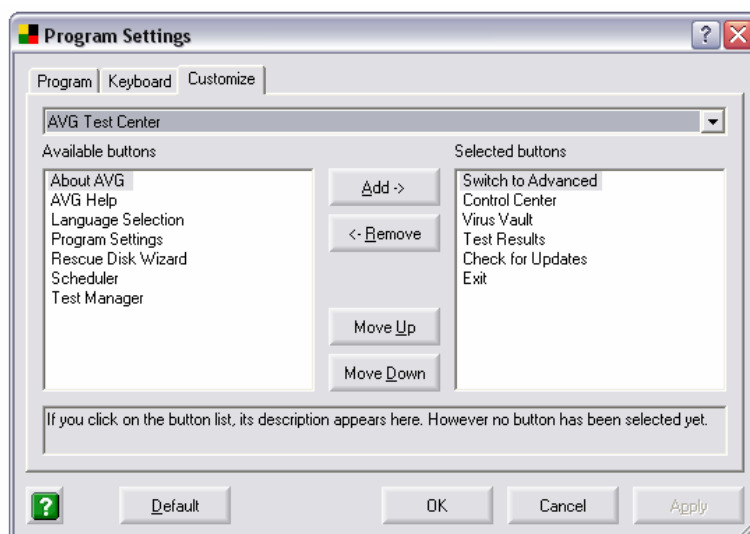 Program Settings
?
Program
Keyboard
Customize
AVG Test Center
Available buttons
About AVG
AVG Help
Language Selection
Program Settings
Rescue Disk Wizard
Scheduler
Test Manager
Add ->
<- Remove
Move Up
Move Down
Selected buttons
Switch to Advanced
Control Center
Virus Vault
Test Results
Check for Updates
Exit
If you click on the button list, its description appears here. However no button has been selected yet.
?
Default
OK
Cancel
Apply